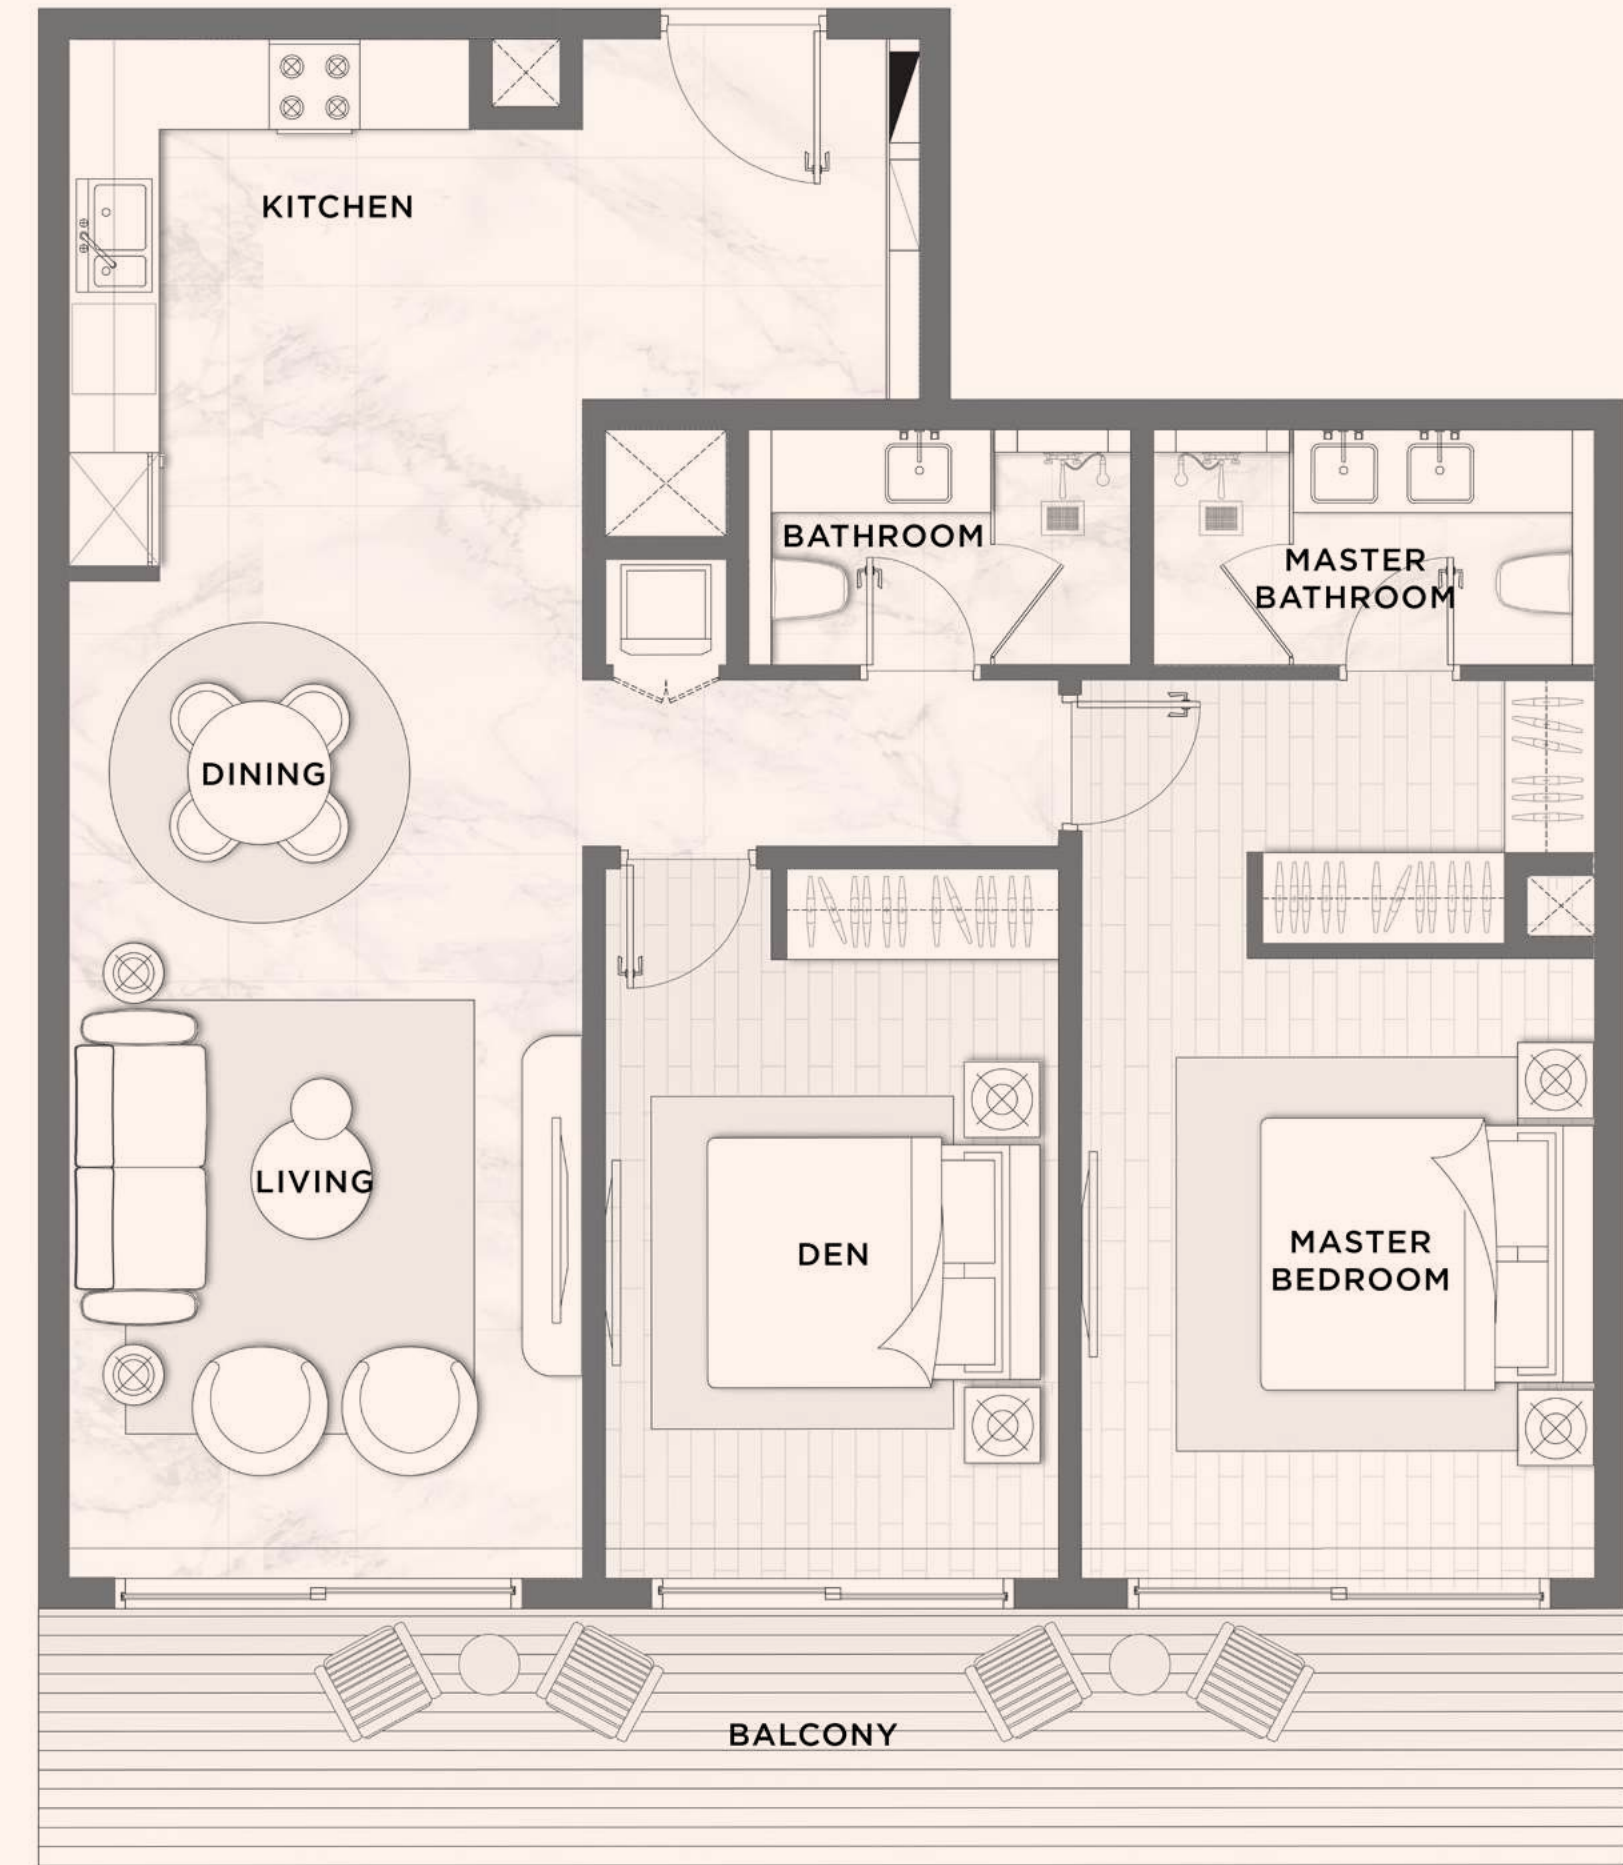 KITCHEN
BATHROOM
MASTER
BATHROOM
DINING
LIVING
DEN
MASTER
BEDROOM
BALCONY